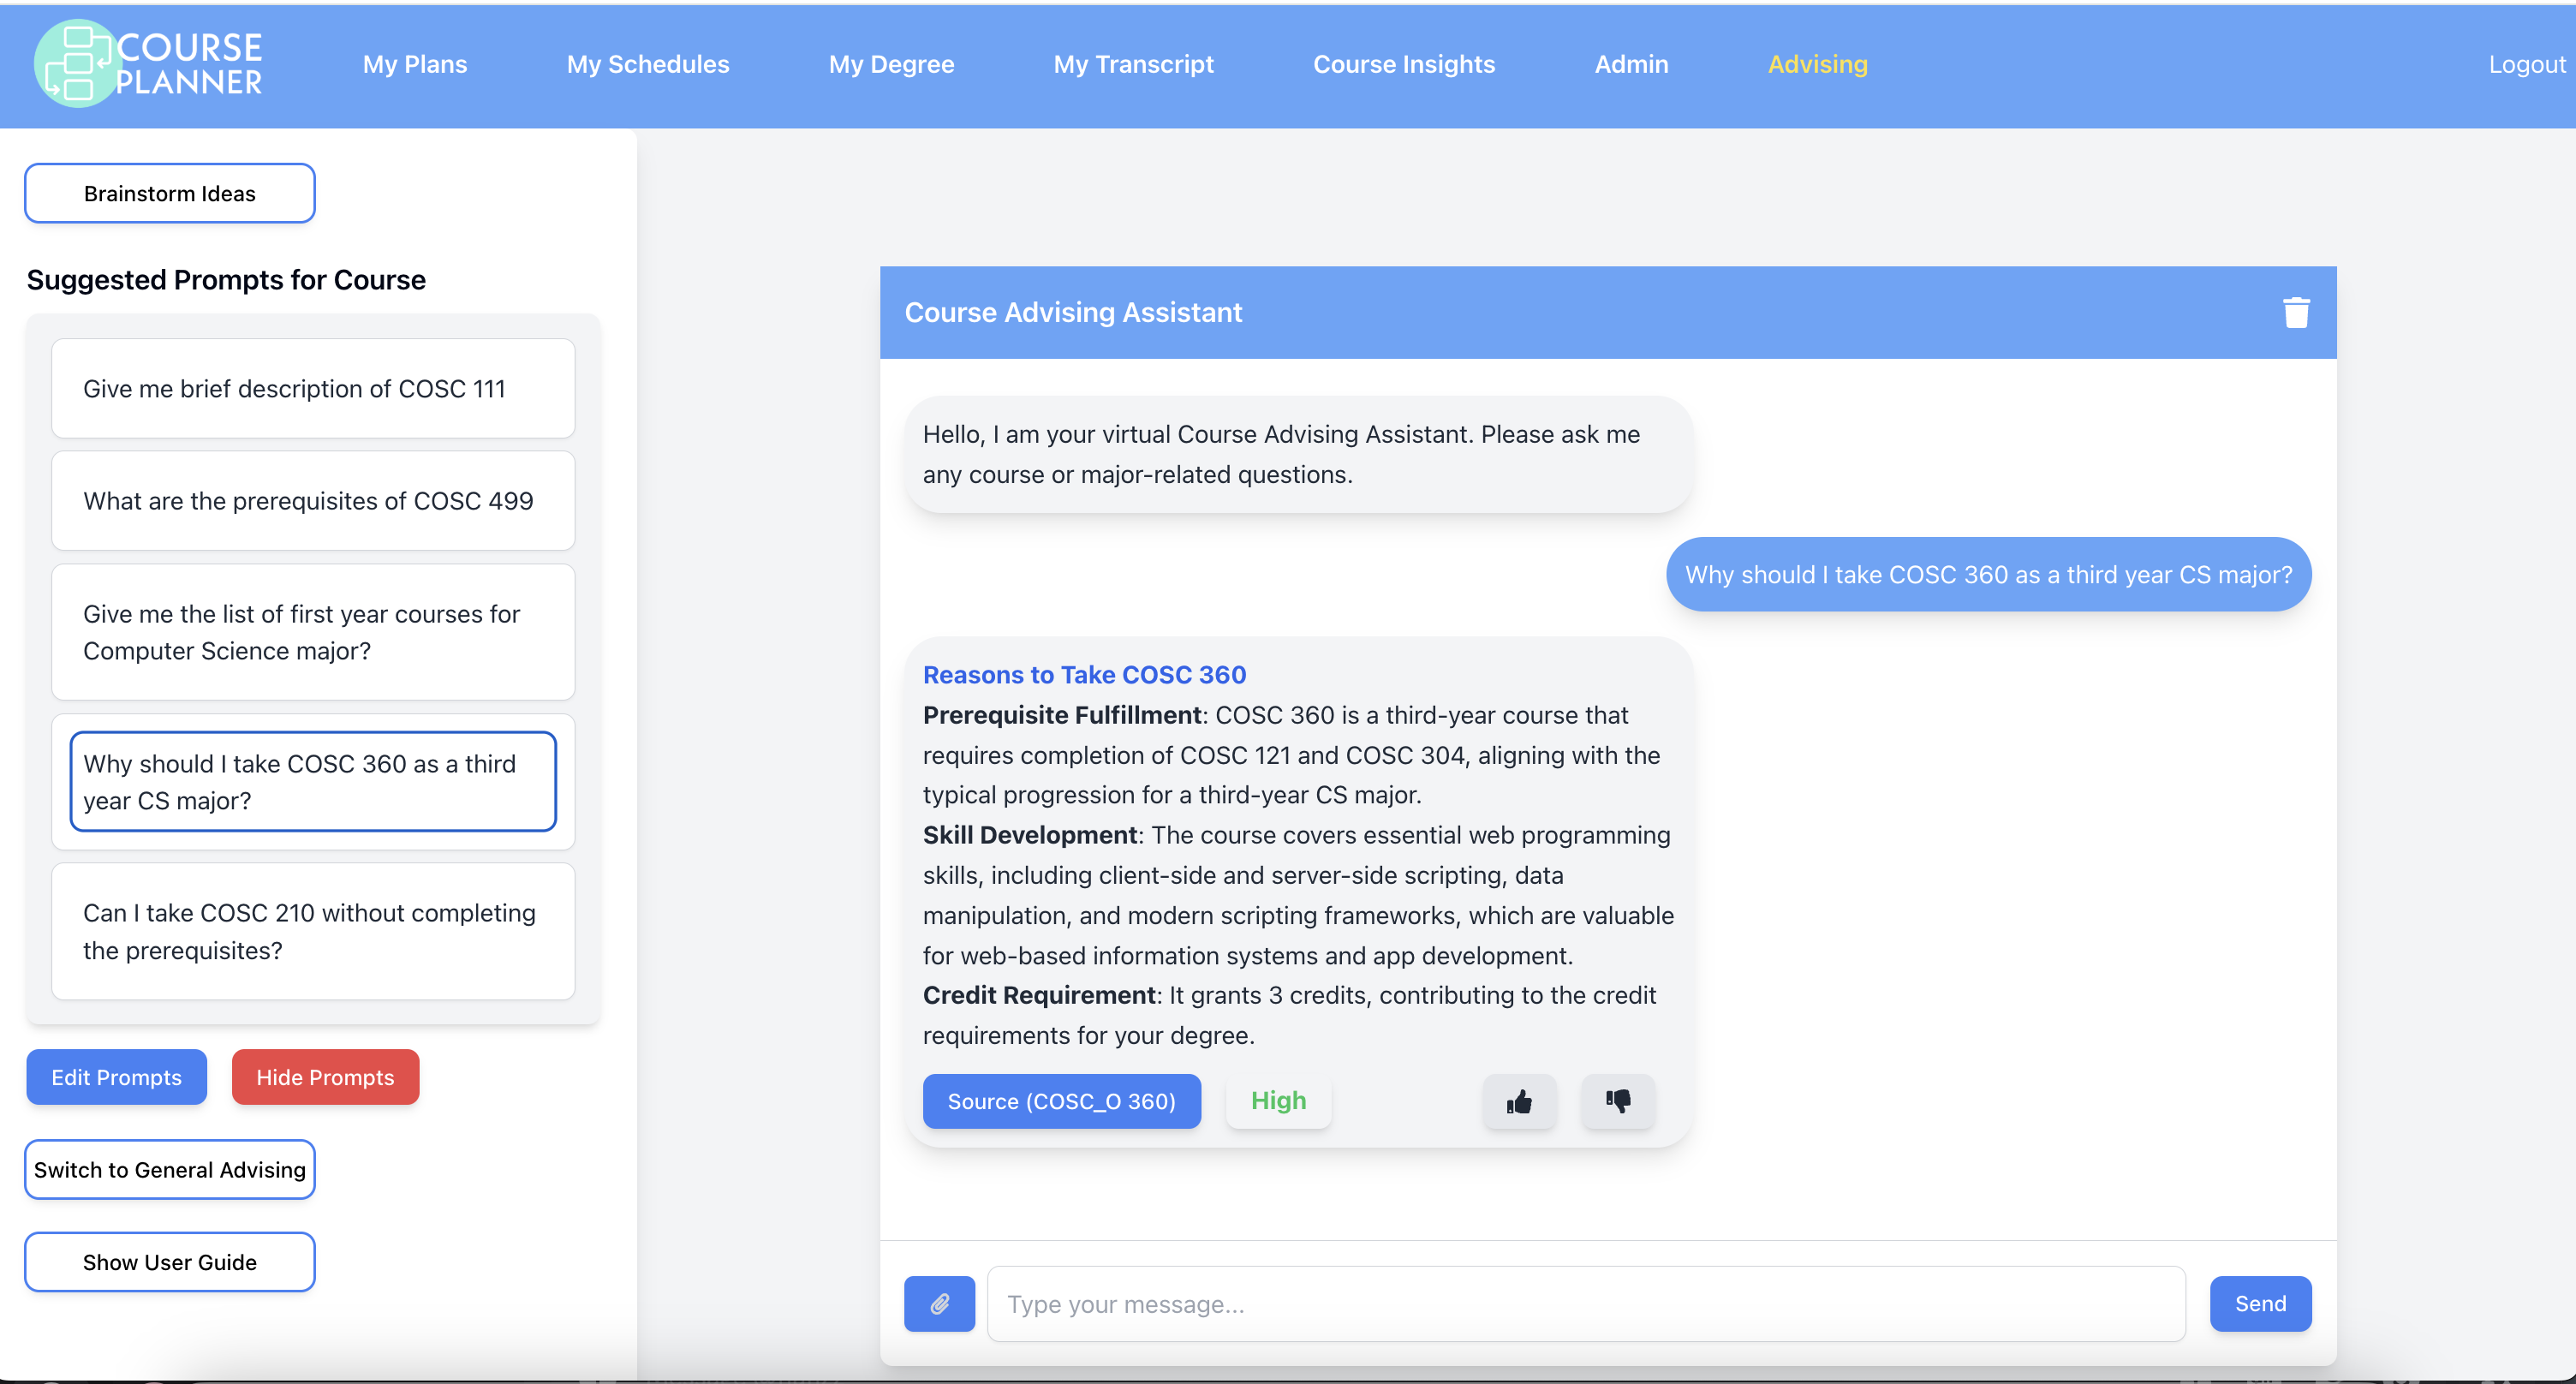 COURSE
PLANNER
My Plans
My Schedules
My Degree
My Transcript
Course Insights
Admin
Advising
Logout
Brainstorm Ideas
Suggested Prompts for Course
Give me brief description of COSC 111
What are the prerequisites of COSC 499
Give me the list of first year courses for
Computer Science major?
Why should I take COSC 360 as a third
year CS major?
Can I take COSC 210 without completing
the prerequisites?
Edit Prompts
Hide Prompts
Switch to General Advising
Show User Guide
Course Advising Assistant
Hello, I am your virtual Course Advising Assistant. Please ask me
any course or major-related questions.
Why should I take COSC 360 as a third year CS major?
Reasons to Take COSC 360
Prerequisite Fulfillment: COSC 360 is a third-year course that
requires completion of COSC 121 and COSC 304, aligning with the
typical progression for a third-year CS major.
Skill Development: The course covers essential web programming
skills, including client-side and server-side scripting, data
manipulation, and modern scripting frameworks, which are valuable
for web-based information systems and app development.
Credit Requirement: It grants 3 credits, contributing to the credit
requirements for your degree.
Source (COSC_O 360)
High
Type your message...
Send